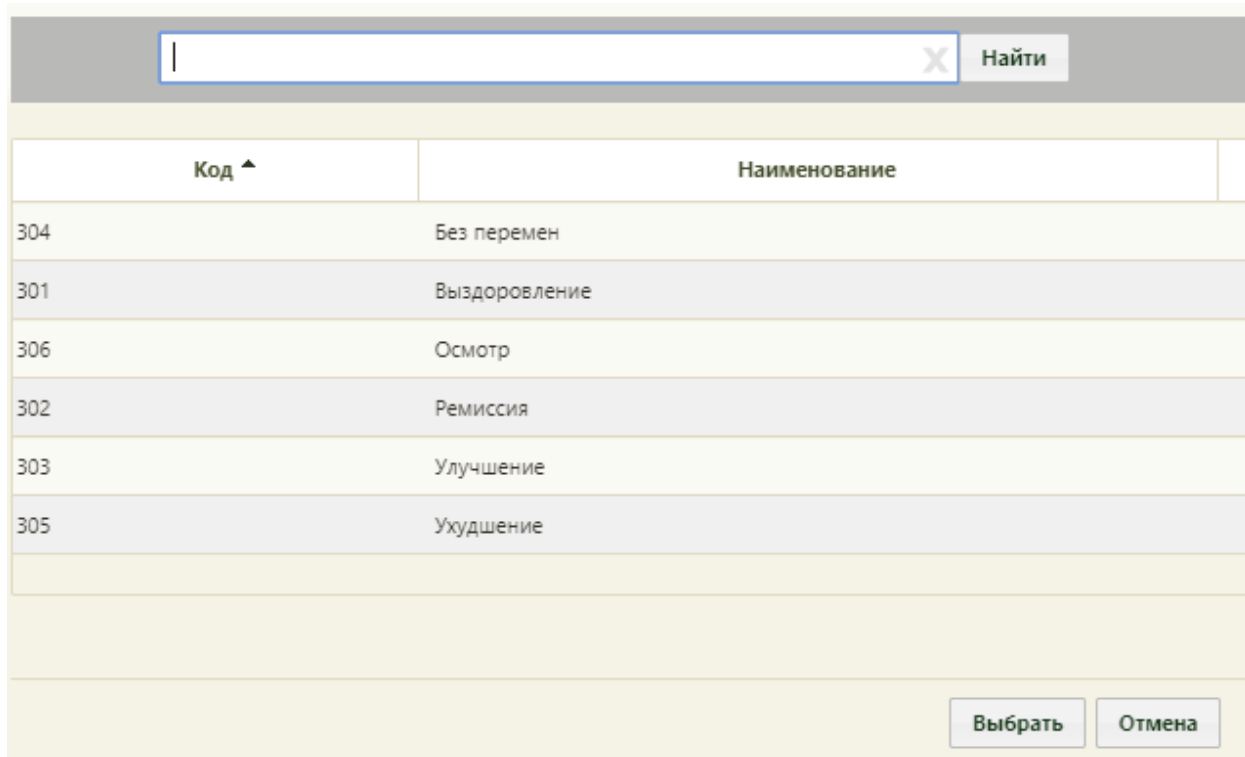 Найти
Код Наименование
304 Без перемен
301 Выздоровление
306 Осмотр
302 Ремиссия
303 Улучшение
305 Ухудшение
Выбрать Отмена